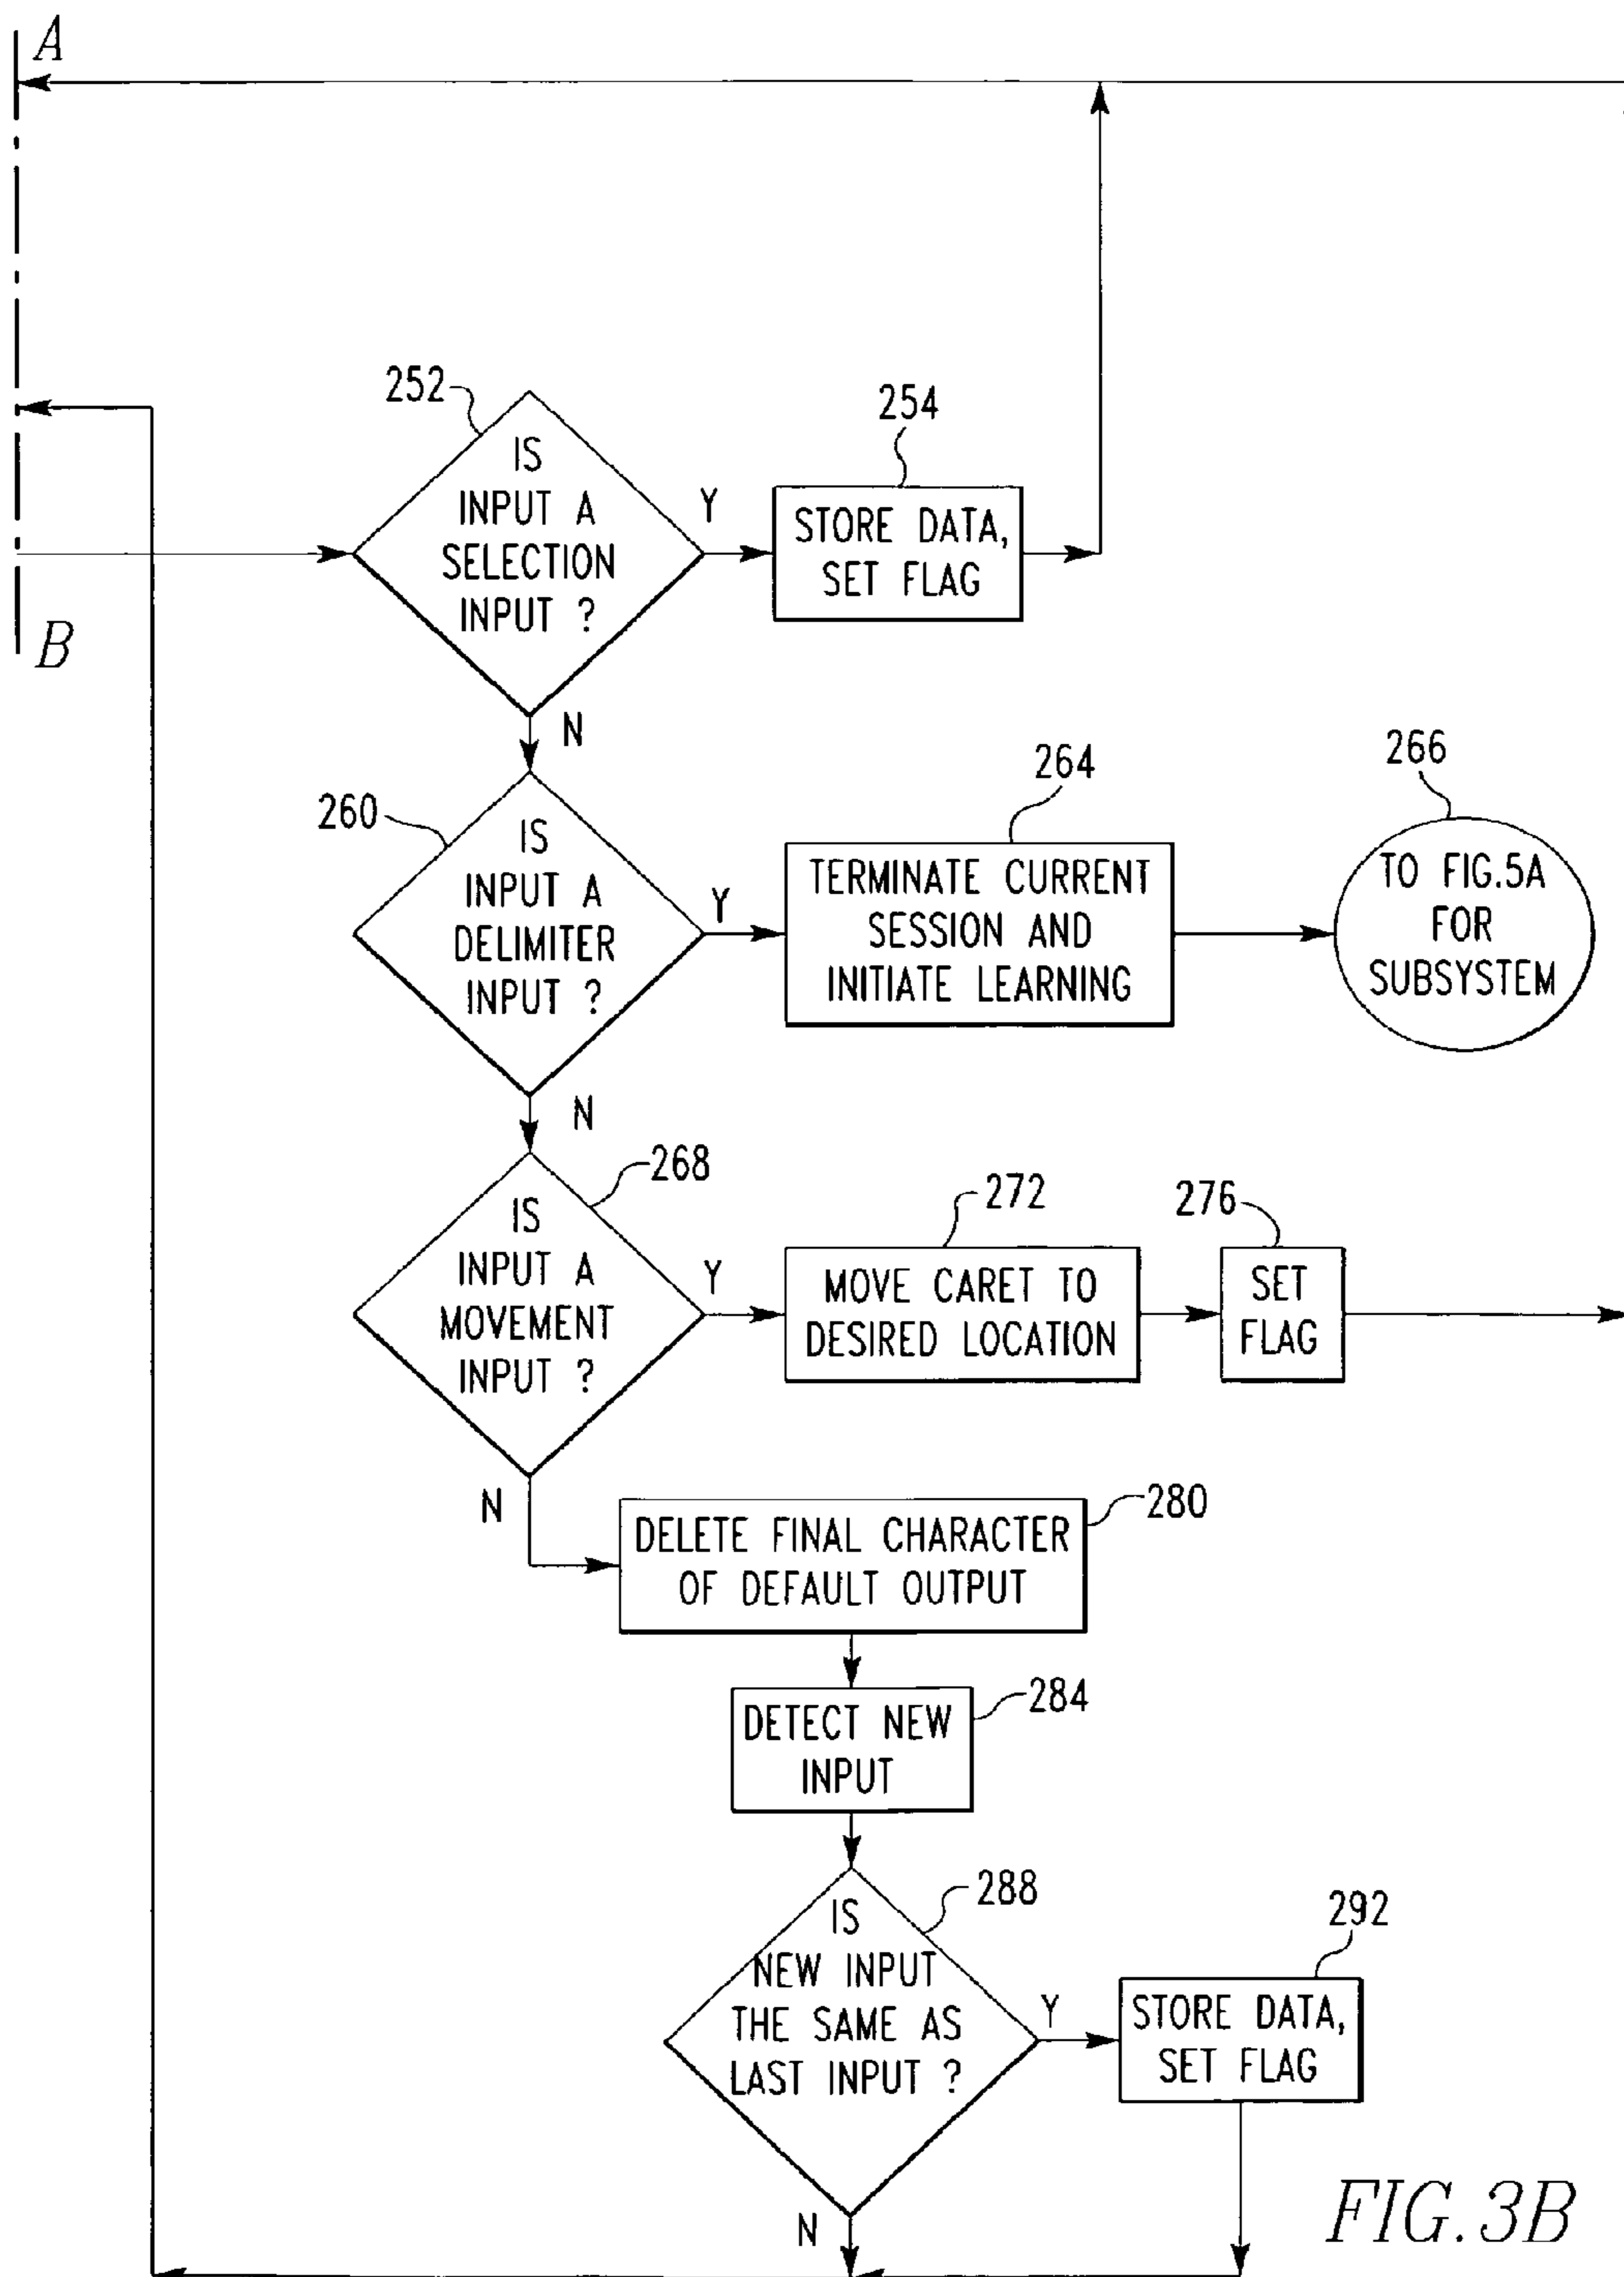 A
252
IS
INPUT A
SELECTION
INPUT ?
Y
254
STORE DATA,
SET FLAG
B
N
260
IS
INPUT A
DELIMITER
INPUT ?
Y
264
TERMINATE CURRENT
SESSION AND
INITIATE LEARNING
266
TO FIG.5A
FOR
SUBSYSTEM
N
268
IS
INPUT A
MOVEMENT
INPUT ?
Y
272
MOVE CARET TO
DESIRED LOCATION
276
SET
FLAG
N
280
DELETE FINAL CHARACTER
OF DEFAULT OUTPUT
284
DETECT NEW
INPUT
288
IS
NEW INPUT
THE SAME AS
LAST INPUT ?
Y
292
STORE DATA,
SET FLAG
N
FIG. 3B